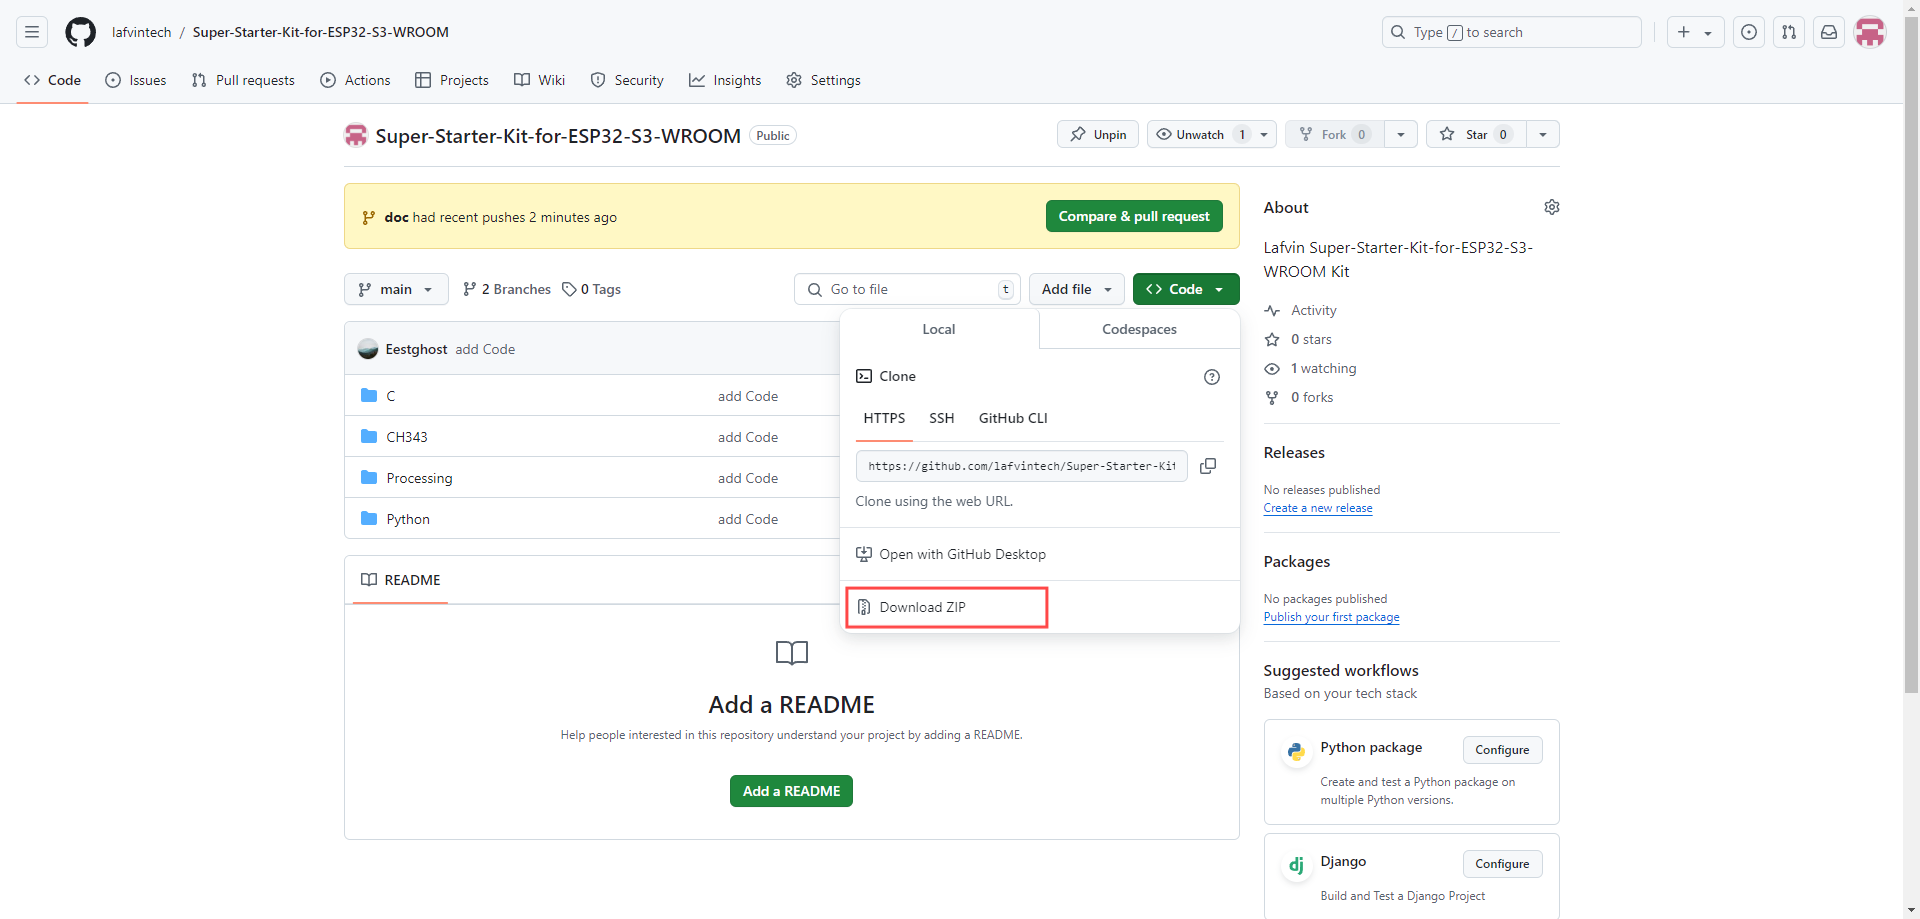 lafvintech / Super-Starter-Kit-for-ESP32-S3-WROOM
Type / to search
Code
Issues
Pull requests
Actions
Projects
Wiki
Security
Insights
Settings
Super-Starter-Kit-for-ESP32-S3-WROOM Public
Unpin
Unwatch 1
Fork 0
Star 0
doc had recent pushes 2 minutes ago
Compare & pull request
main
2 Branches
0 Tags
Go to file t
Add file
<> Code
Local
Codespaces
Clone
HTTPS
SSH
GitHub CLI
https://github.com/lafvintech/Super-Starter-Kit
Clone using the web URL.
Open with GitHub Desktop
Download ZIP
Eestghost add Code
C add Code
CH343 add Code
Processing add Code
Python add Code
README
Add a README
Help people interested in this repository understand your project by adding a README.
Add a README
About
Lafvin Super-Starter-Kit-for-ESP32-S3-
WROOM Kit
Activity
0 stars
1 watching
0 forks
Releases
No releases published
Create a new release
Packages
No packages published
Publish your first package
Suggested workflows
Based on your tech stack
Python package
Configure
Create and test a Python package on
multiple Python versions.
dj
Django
Configure
Build and Test a Django Project